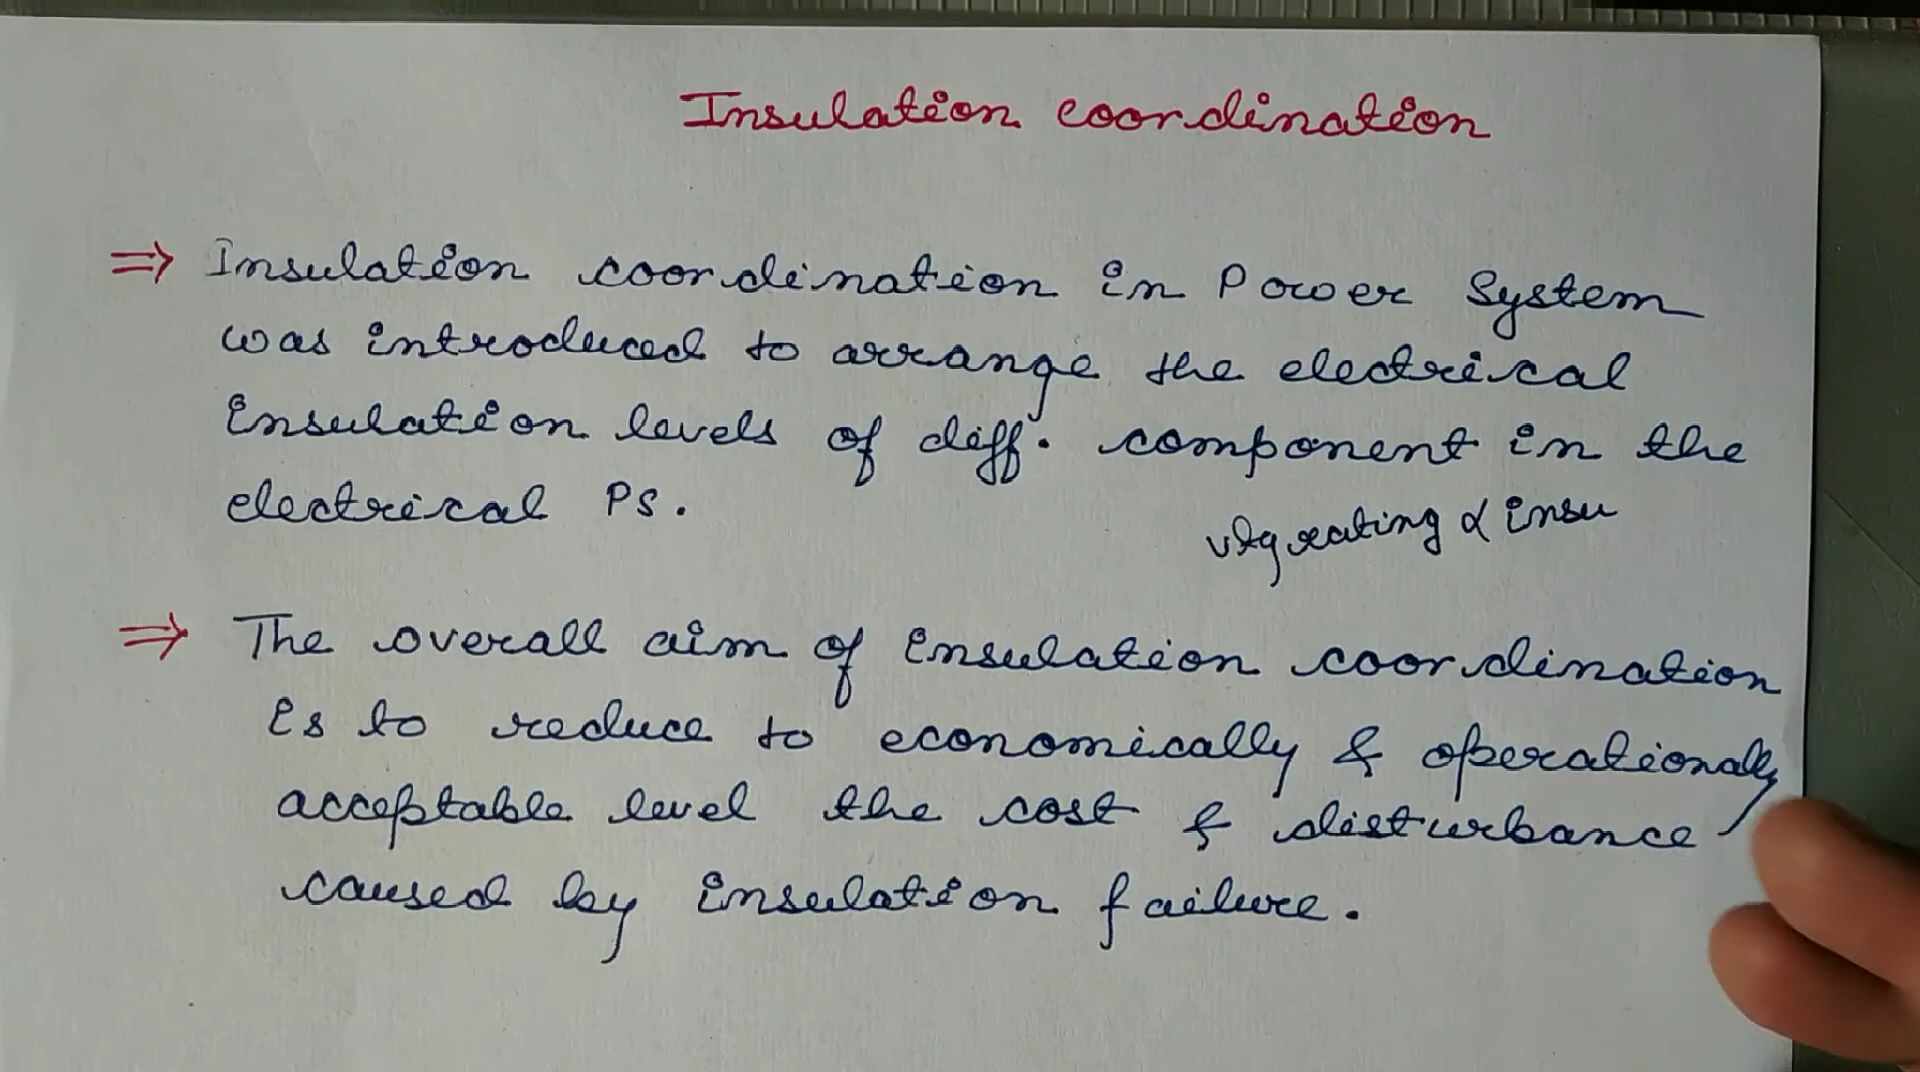 Insulation coordination
⇒ Insulation coordination in Power System
was introduced to arrange the electrical
insulation levels of diff. component in the
electrical PS.
vtg rating ∝ insu
⇒ The overall aim of insulation coordination
is to reduce to economically & operationally
acceptable level the cost & disturbance
caused by insulation failure.